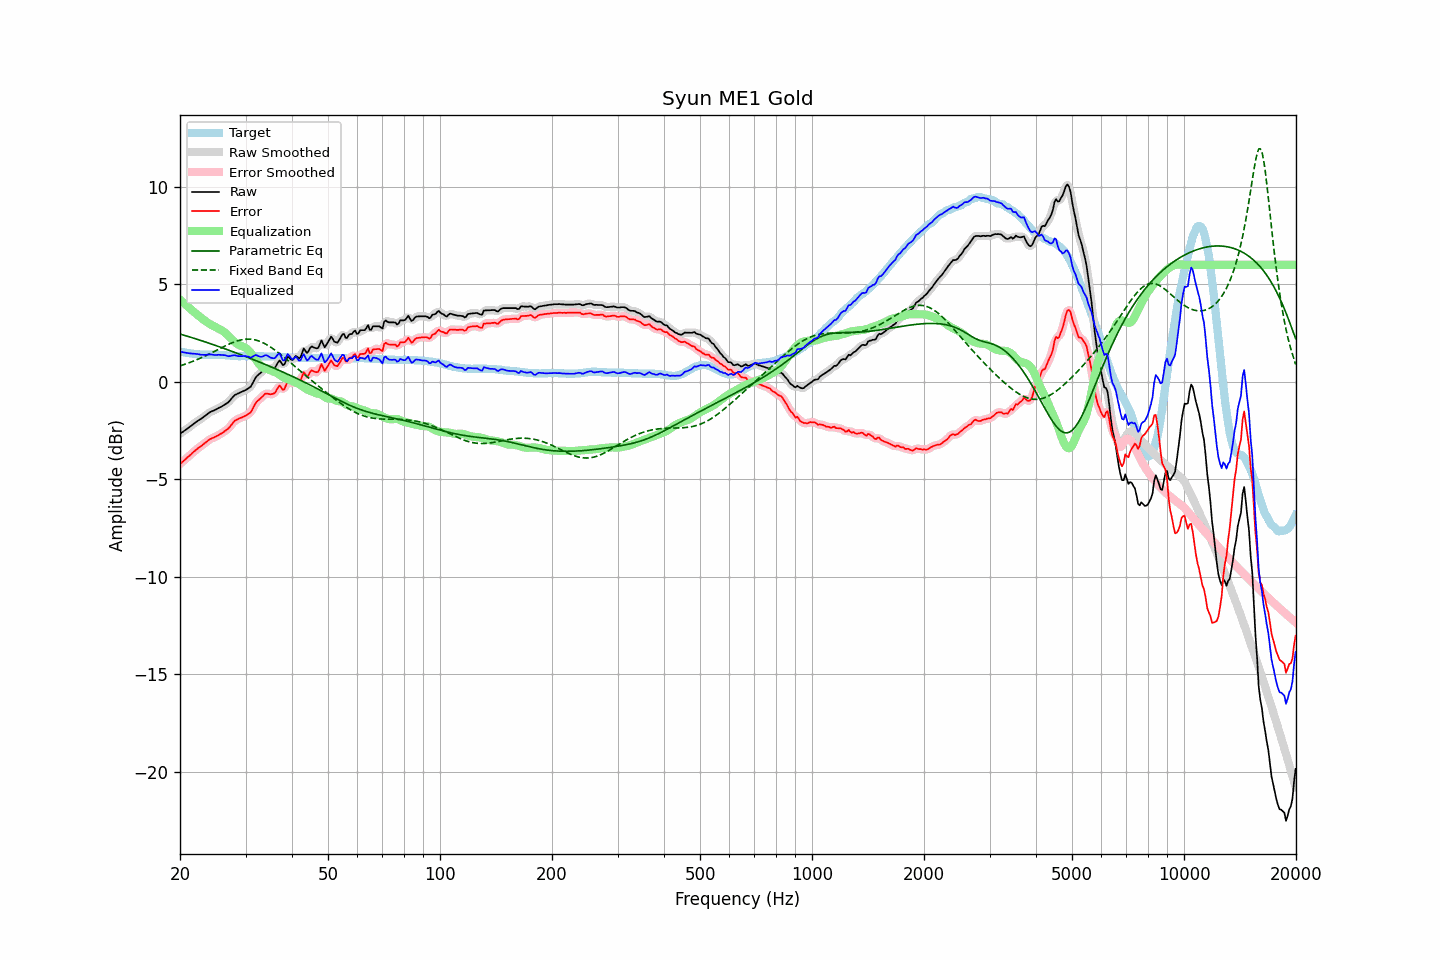 Syun ME1 Gold
Target
Raw Smoothed
Error Smoothed
Raw
Error
Equalization
Parametric Eq
Fixed Band Eq
Equalized
10
5
0
−5
−10
−15
−20
Amplitude (dBr)
20 50 100 200 500 1000 2000 5000 10000 20000
Frequency (Hz)